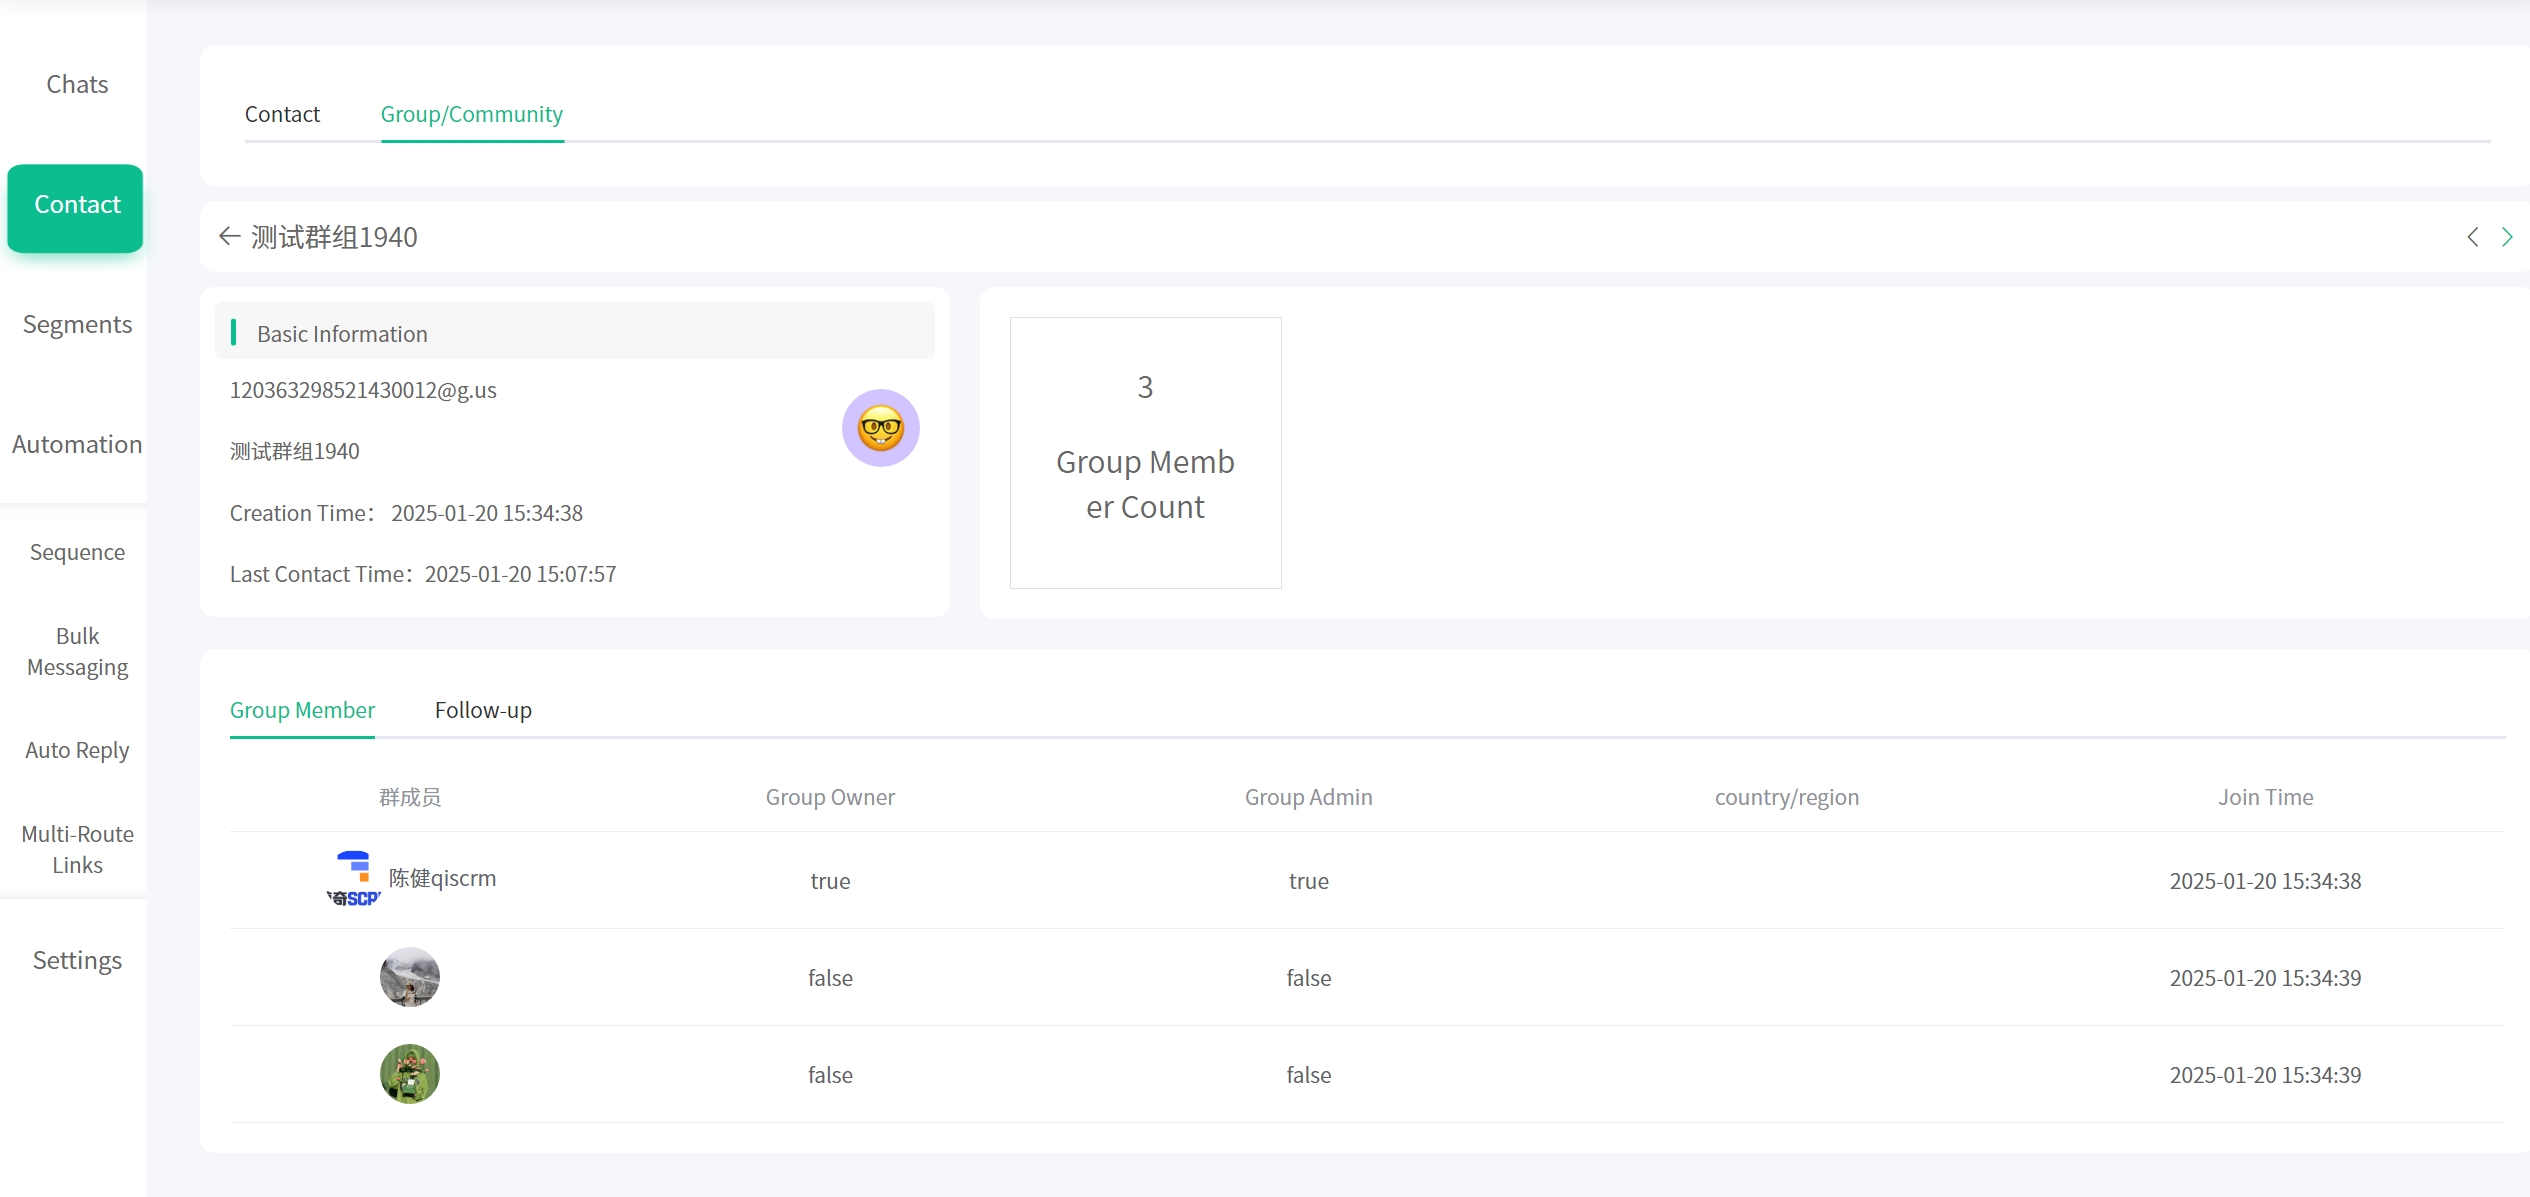 Chats
Contact
Segments
Automation
Sequence
Bulk
Messaging
Auto Reply
Multi-Route
Links
Settings
Contact
Group/Community
测试群组1940
Basic Information
120363298521430012@g.us
测试群组1940
Creation Time： 2025-01-20 15:34:38
Last Contact Time：2025-01-20 15:07:57
3
Group Memb
er Count
Group Member
Follow-up
群成员 Group Owner Group Admin country/region Join Time
奇SCP
陈健qiscrm true true 2025-01-20 15:34:38
false false 2025-01-20 15:34:39
false false 2025-01-20 15:34:39